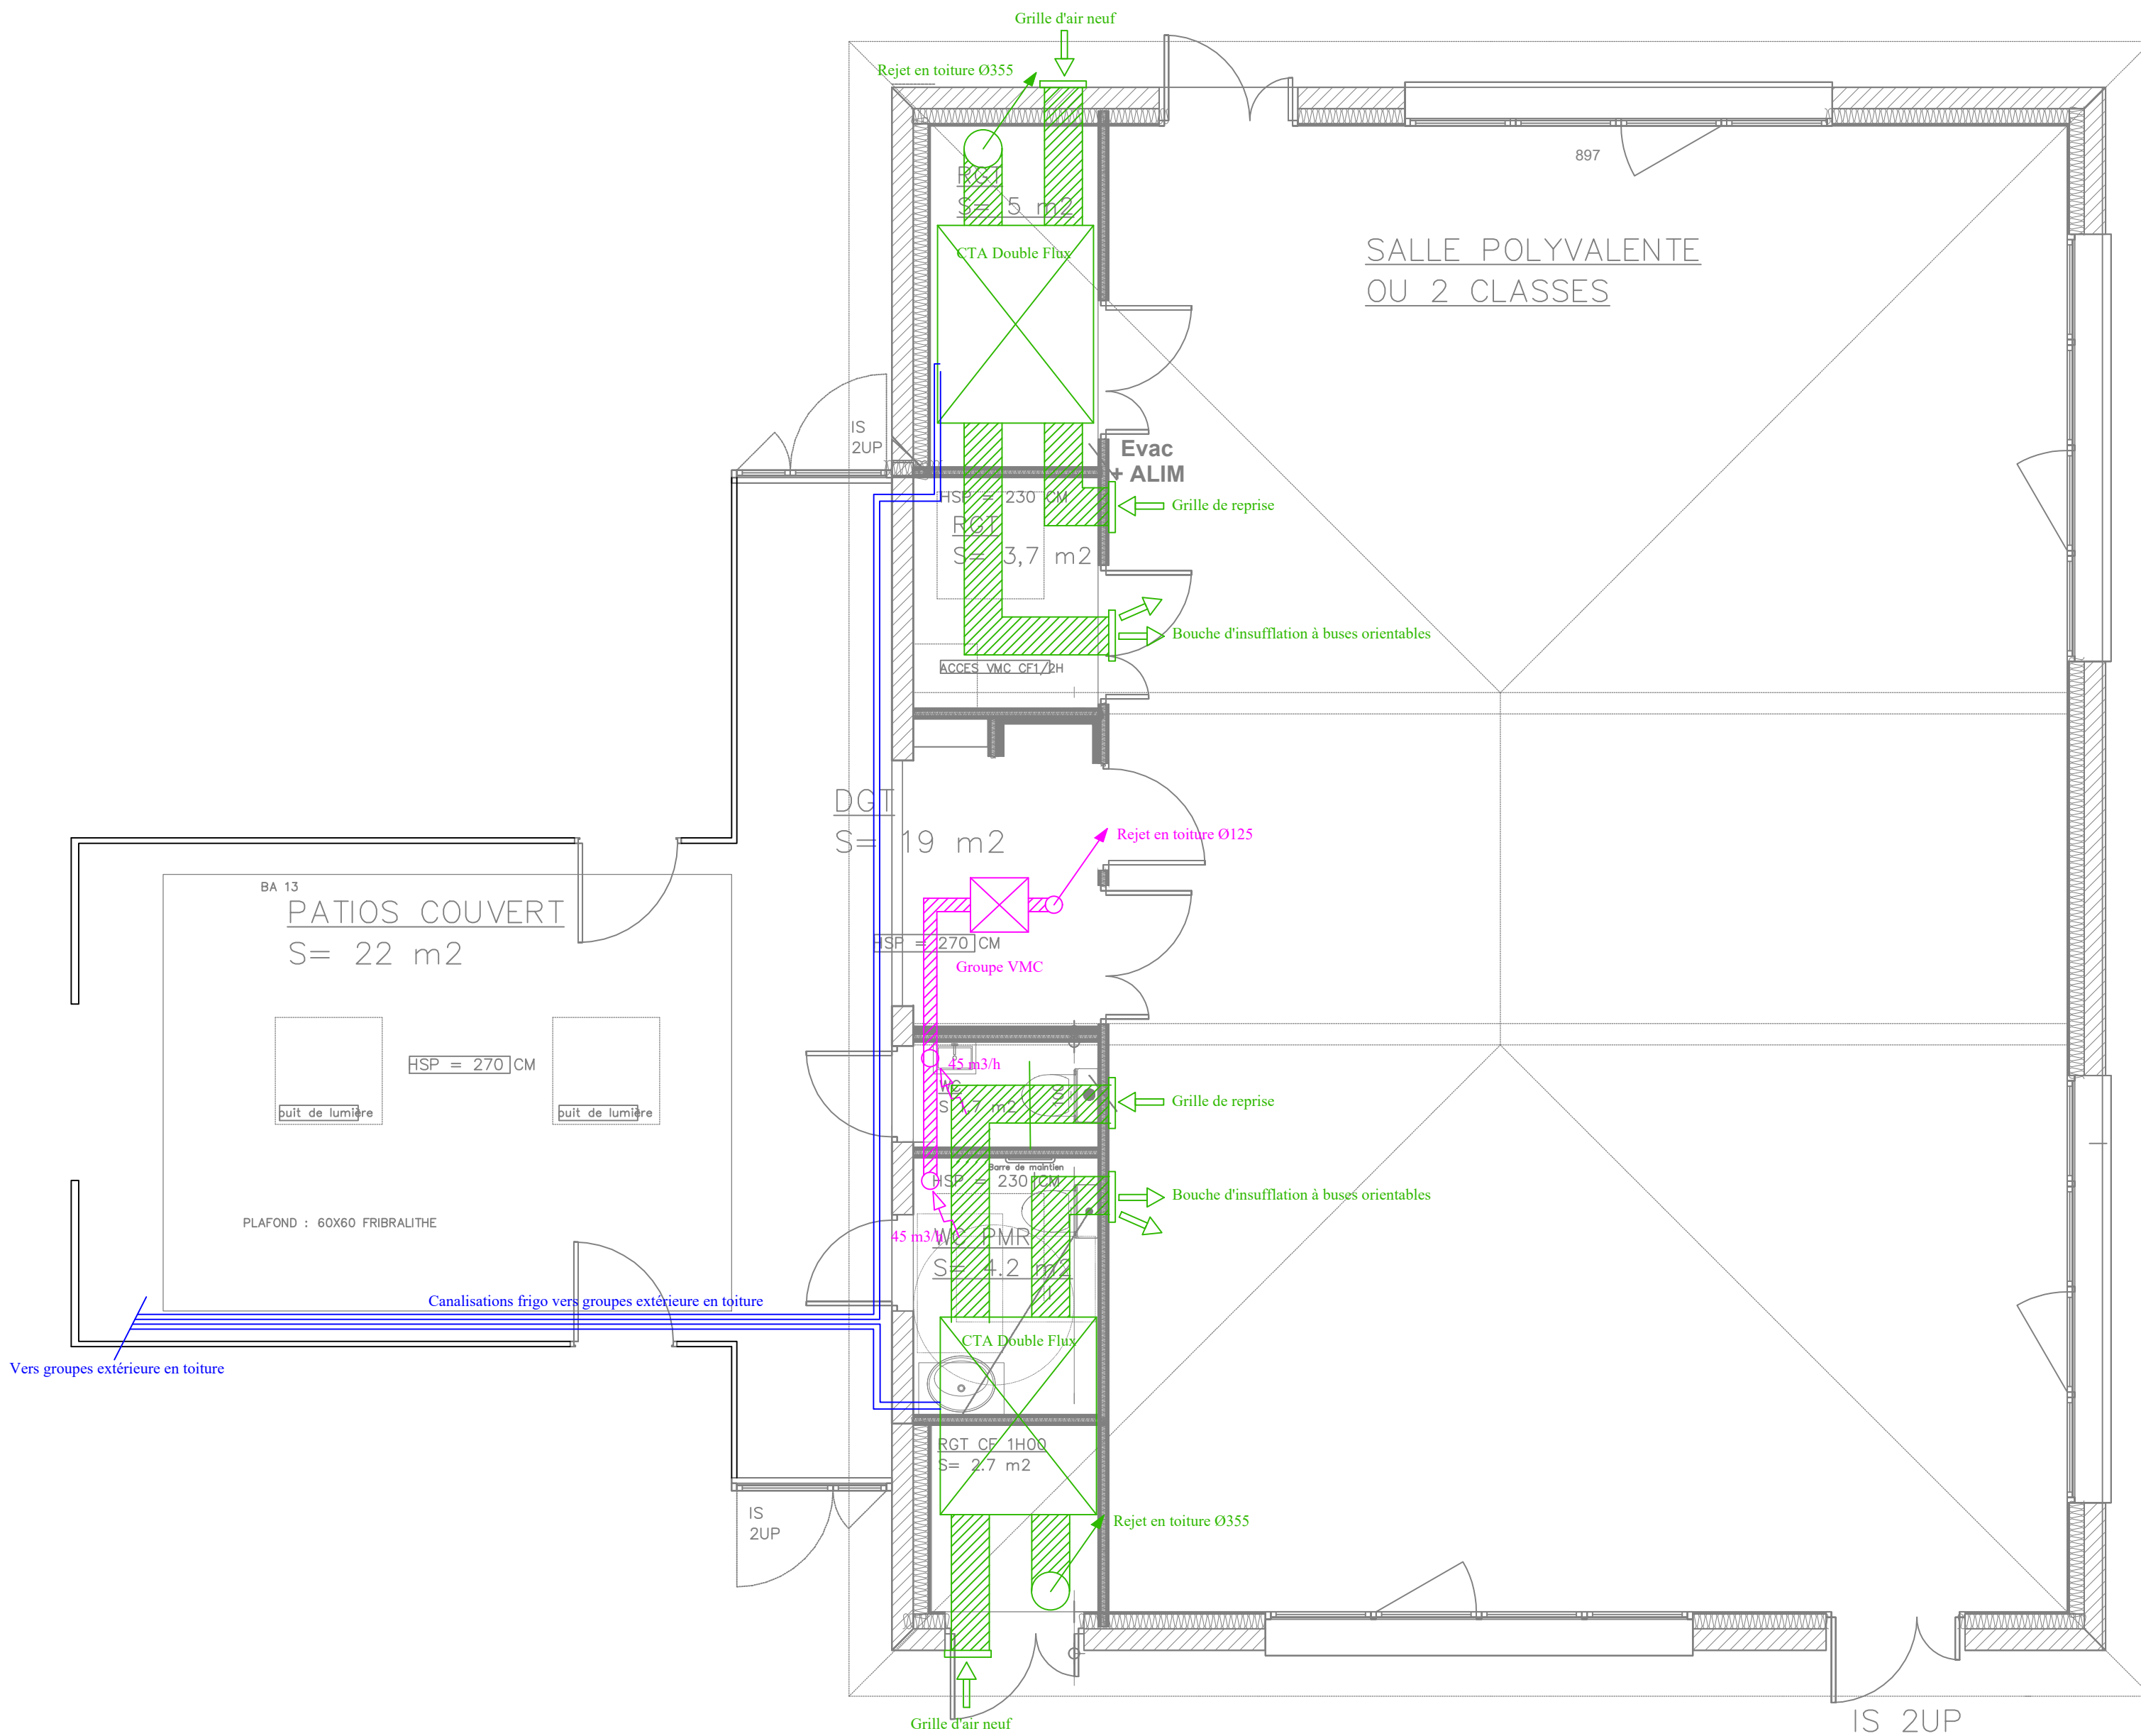 Grille d'air neuf
Rejet en toiture Ø355
897
RGT
S= 5 m2
CTA Double Flux
SALLE POLYVALENTE
OU 2 CLASSES
IS
2UP
Evac
+ ALIM
HSP = 230 CM
Grille de reprise
RGT
S= 3,7 m2
Bouche d'insufflation à buses orientables
ACCES VMC CF1/2H
DGT
S= 19 m2
Rejet en toiture Ø125
BA 13
PATIOS COUVERT
S= 22 m2
HSP = 270 CM
Groupe VMC
HSP = 270 CM
45 m3/h
WC
S 1,7 m2
Grille de reprise
puit de lumière
puit de lumière
Barre de maintien
HSP = 230 CM
Bouche d'insufflation à buses orientables
PLAFOND : 60X60 FRIBRALITHE
45 m3/h
WC PMR
S= 4.2 m2
Canalisations frigo vers groupes extérieure en toiture
CTA Double Flux
Vers groupes extérieure en toiture
RGT CF 1H00
S= 2.7 m2
IS
2UP
Rejet en toiture Ø355
Grille d'air neuf
IS 2UP